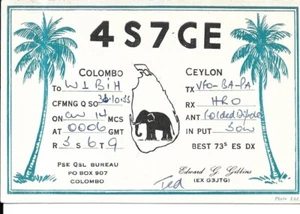 4S7GE
COLOMBO CEYLON
TO W1BIH TX VFO-BA-PA
CFMNG QSO RX HRO
ON CW 14 MCS ANT Folded Dipole
AT 0006 GMT IN PUT 50W
R 5 S 6 T 9 BEST 73ˢ ES DX
PSE QSL BUREAU
PO BOX 907
COLOMBO
Edward G. Gibbins
(EX G3JTG)
Ted